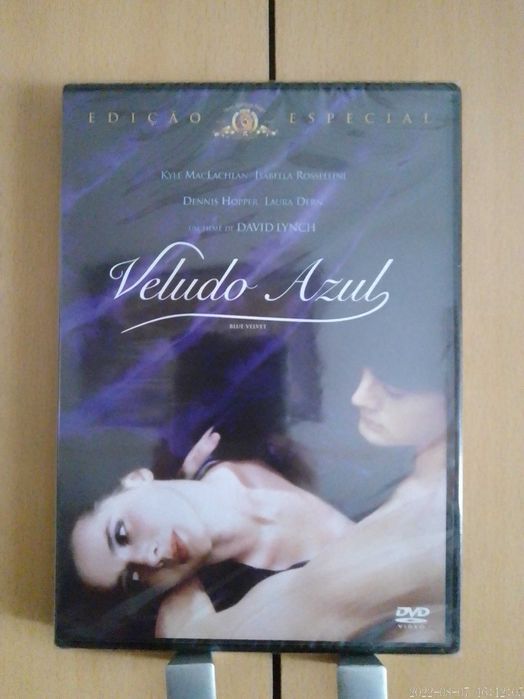 EDIÇÃO ESPECIAL
KYLE MACLACHLAN ISABELLA ROSSELLINI
DENNIS HOPPER LAURA DERN
UM FILME DE DAVID LYNCH
Veludo Azul
BLUE VELVET
DVD
VIDEO